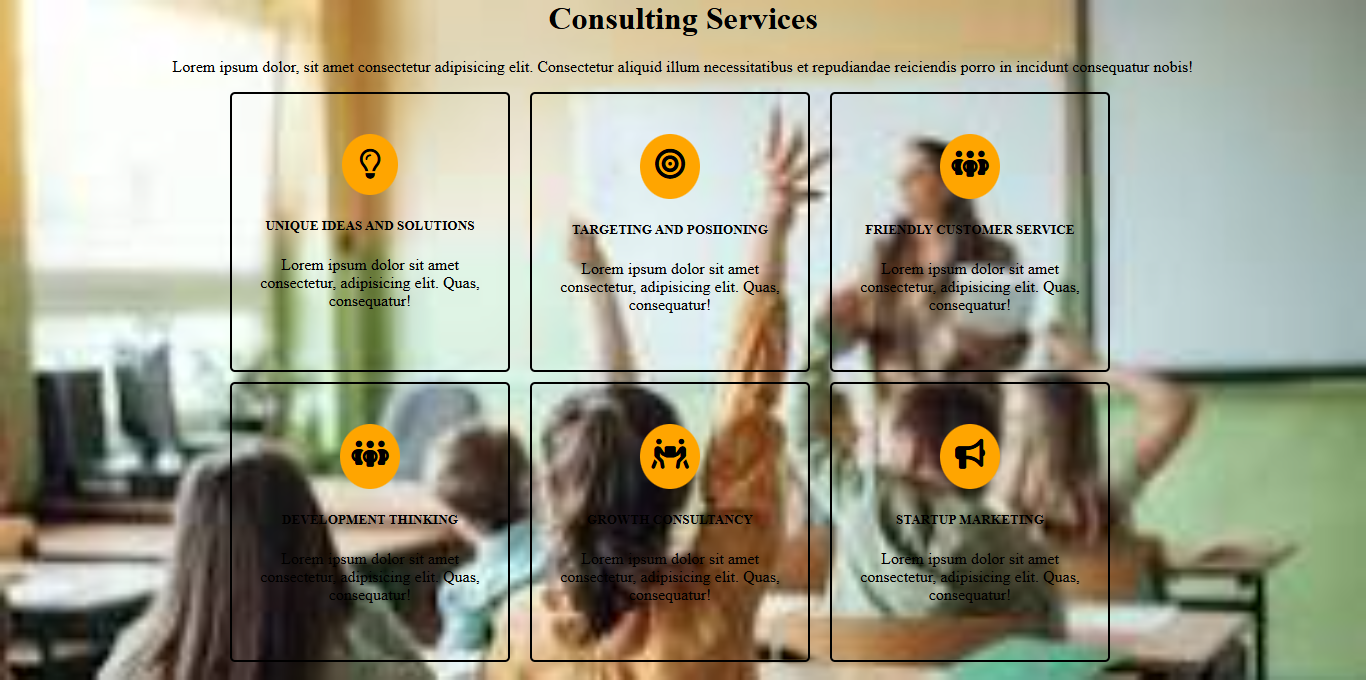 Consulting Services
Lorem ipsum dolor, sit amet consectetur adipisicing elit. Consectetur aliquid illum necessitatibus et repudiandae reiciendis porro in incidunt consequatur nobis!
UNIQUE IDEAS AND SOLUTIONS
Lorem ipsum dolor sit amet
consectetur, adipisicing elit. Quas,
consequatur!
TARGETING AND POSIIONING
Lorem ipsum dolor sit amet
consectetur, adipisicing elit. Quas,
consequatur!
FRIENDLY CUSTOMER SERVICE
Lorem ipsum dolor sit amet
consectetur, adipisicing elit. Quas,
consequatur!
DEVELOPMENT THINKING
Lorem ipsum dolor sit amet
consectetur, adipisicing elit. Quas,
consequatur!
GROWTH CONSULTANCY
Lorem ipsum dolor sit amet
consectetur, adipisicing elit. Quas,
consequatur!
STARTUP MARKETING
Lorem ipsum dolor sit amet
consectetur, adipisicing elit. Quas,
consequatur!